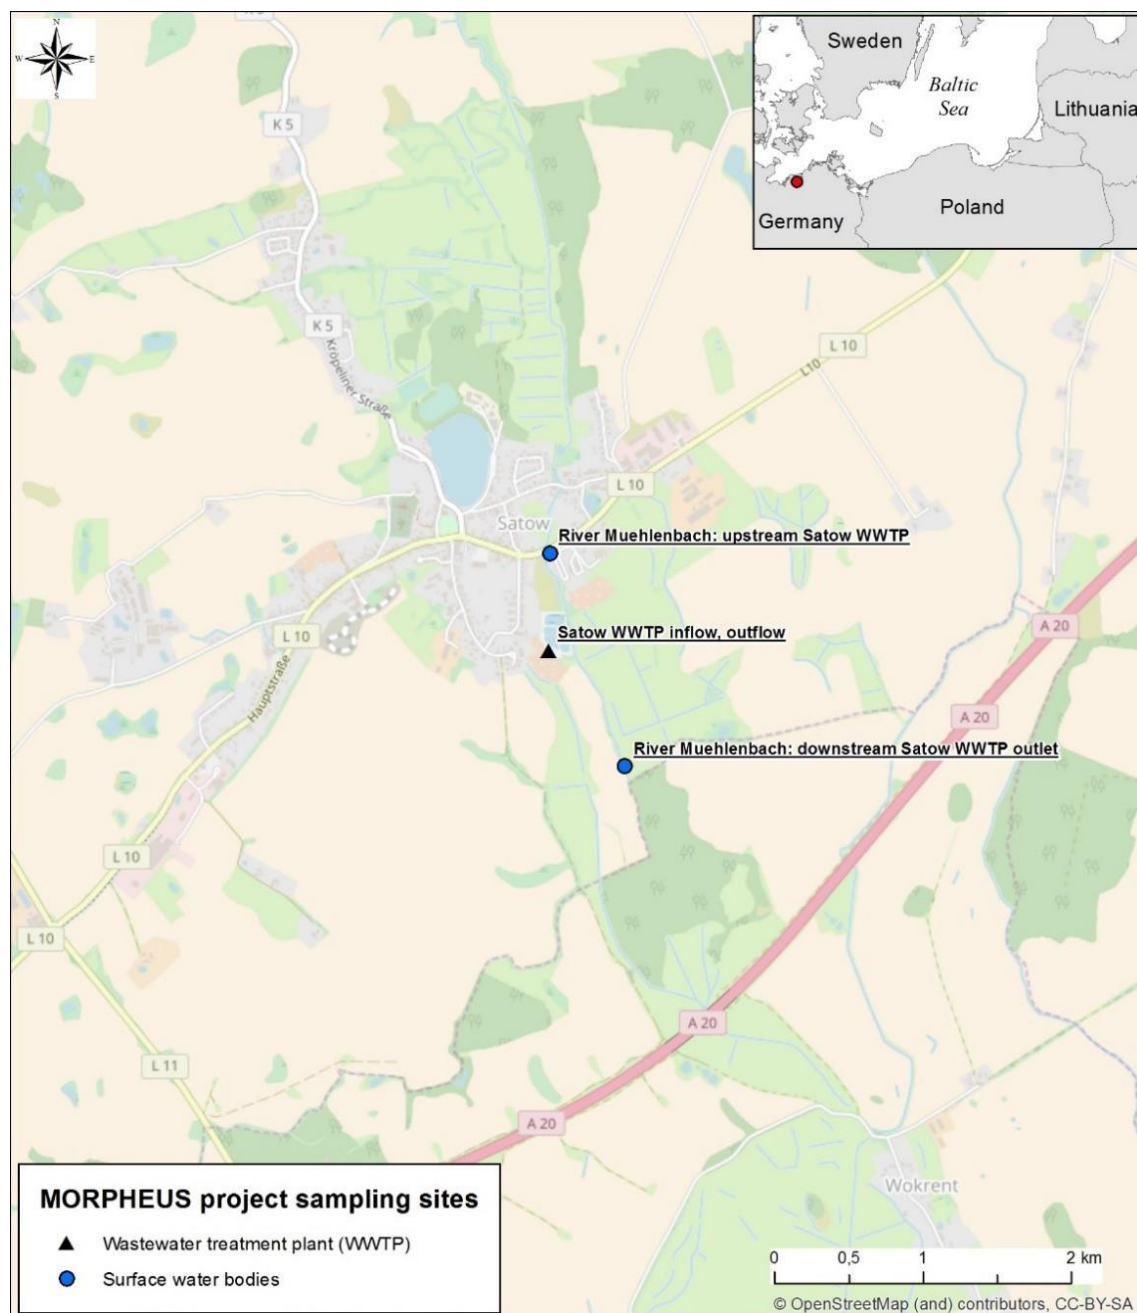 N
W
E
S
Sweden
Baltic
Sea
Lithuania
Poland
Germany
K 5
K 5
Kröpeliner Straße
L 10
L10
L 10
Satow
River Muehlenbach: upstream Satow WWTP
Satow WWTP inflow, outflow
L 10
Hauptstraße
A 20
A 20
River Muehlenbach: downstream Satow WWTP outlet
L 10
L 10
A 20
L 11
A 20
Wokrent
MORPHEUS project sampling sites
Wastewater treatment plant (WWTP)
Surface water bodies
0 0,5 1 2 km
© OpenStreetMap (and) contributors, CC-BY-SA